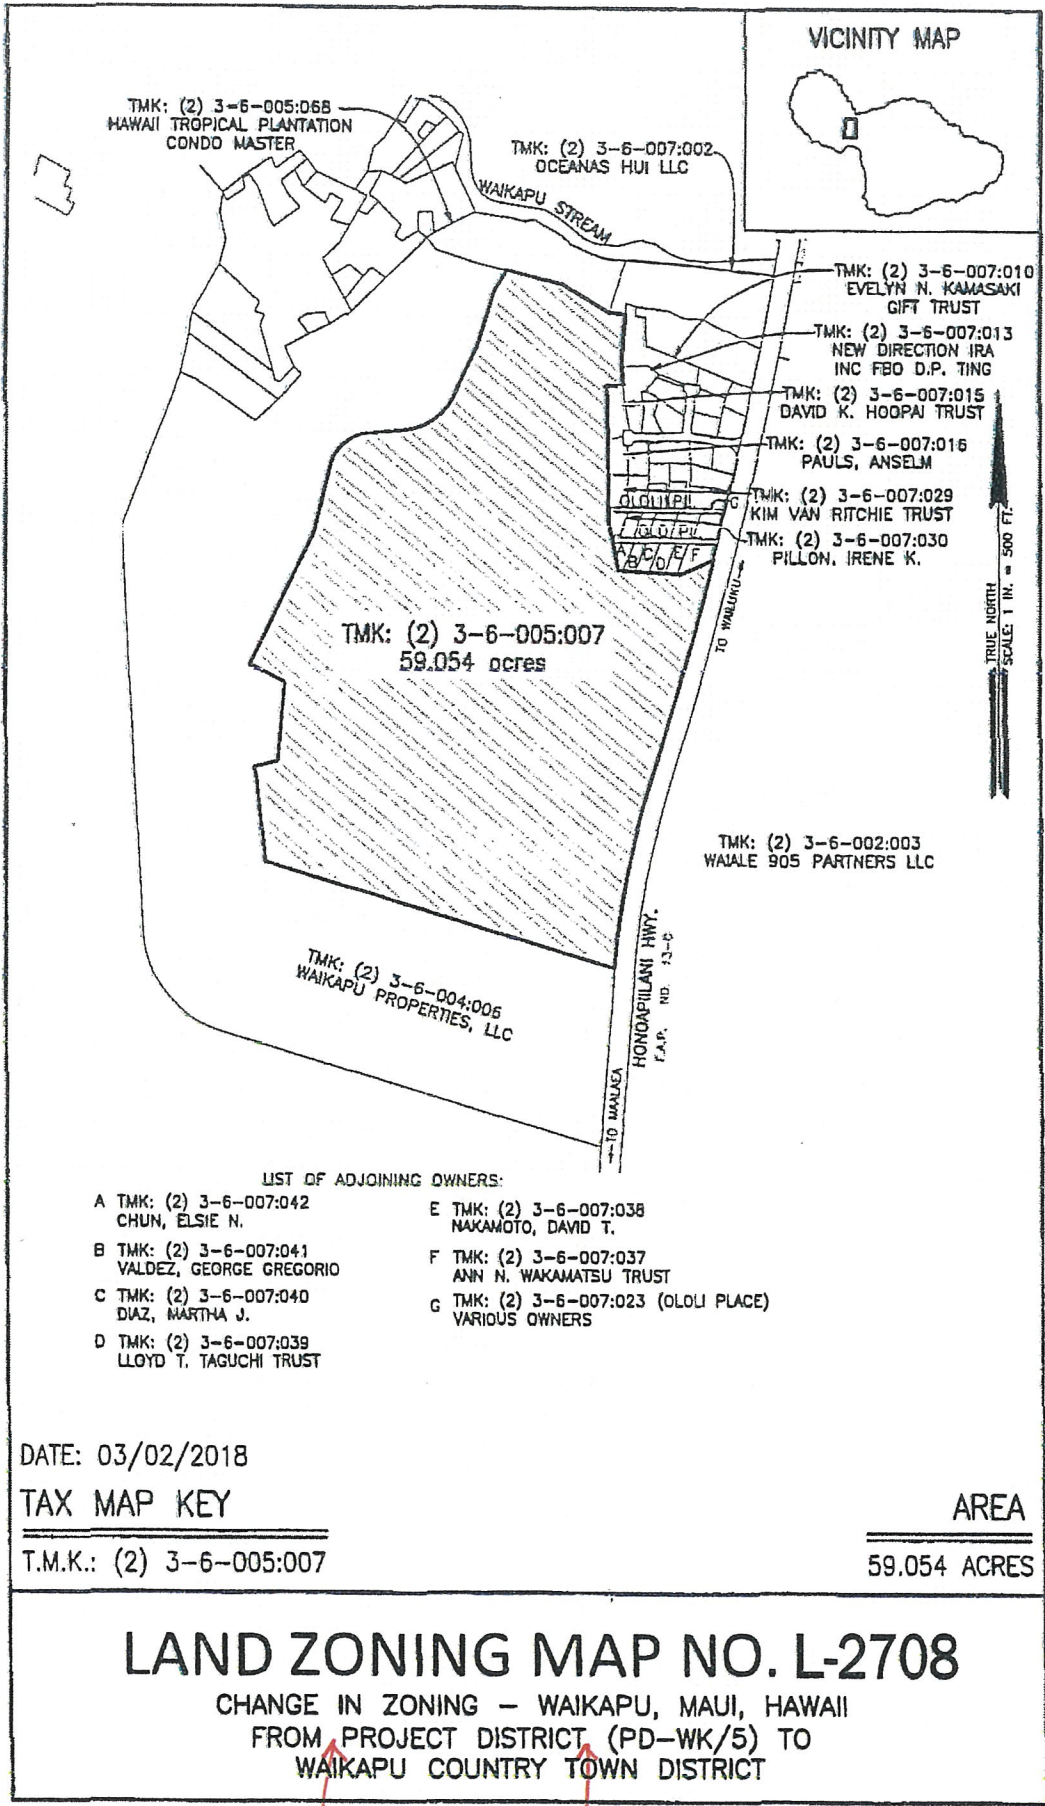 VICINITY MAP
TMK: (2) 3-6-005:068
HAWAII TROPICAL PLANTATION
CONDO MASTER
TMK: (2) 3-6-007:002
OCEANAS HUI LLC
WAIKAPU STREAM
TMK: (2) 3-6-007:010
EVELYN N. KAMASAKI
GIFT TRUST
TMK: (2) 3-6-007:013
NEW DIRECTION IRA
INC FBO D.P. TING
TMK: (2) 3-6-007:015
DAVID K. HOOPAI TRUST
TMK: (2) 3-6-007:016
PAULS, ANSELM
TMK: (2) 3-6-007:029
KIM VAN RITCHIE TRUST
TMK: (2) 3-6-007:030
PILLON, IRENE K.
OLOLI PL
G
OLOLI PL
A B C D E F
TO WAILUKU
TRUE NORTH
SCALE: 1 IN. = 500 FT.
TMK: (2) 3-6-005:007
59.054 acres
TMK: (2) 3-6-002:003
WAIALE 905 PARTNERS LLC
TMK: (2) 3-6-004:006
WAIKAPU PROPERTIES, LLC
HONOAPIILANI HWY.
F.A.P. NO. 13-G
TO MAALAEA
LIST OF ADJOINING OWNERS:
A TMK: (2) 3-6-007:042
CHUN, ELSIE N.
B TMK: (2) 3-6-007:041
VALDEZ, GEORGE GREGORIO
C TMK: (2) 3-6-007:040
DIAZ, MARTHA J.
D TMK: (2) 3-6-007:039
LLOYD T. TAGUCHI TRUST
E TMK: (2) 3-6-007:038
NAKAMOTO, DAVID T.
F TMK: (2) 3-6-007:037
ANN N. WAKAMATSU TRUST
G TMK: (2) 3-6-007:023 (OLOLI PLACE)
VARIOUS OWNERS
DATE: 03/02/2018
TAX MAP KEY
T.M.K.: (2) 3-6-005:007
AREA
59.054 ACRES
LAND ZONING MAP NO. L-2708
CHANGE IN ZONING - WAIKAPU, MAUI, HAWAII
FROM PROJECT DISTRICT (PD-WK/5) TO
WAIKAPU COUNTRY TOWN DISTRICT